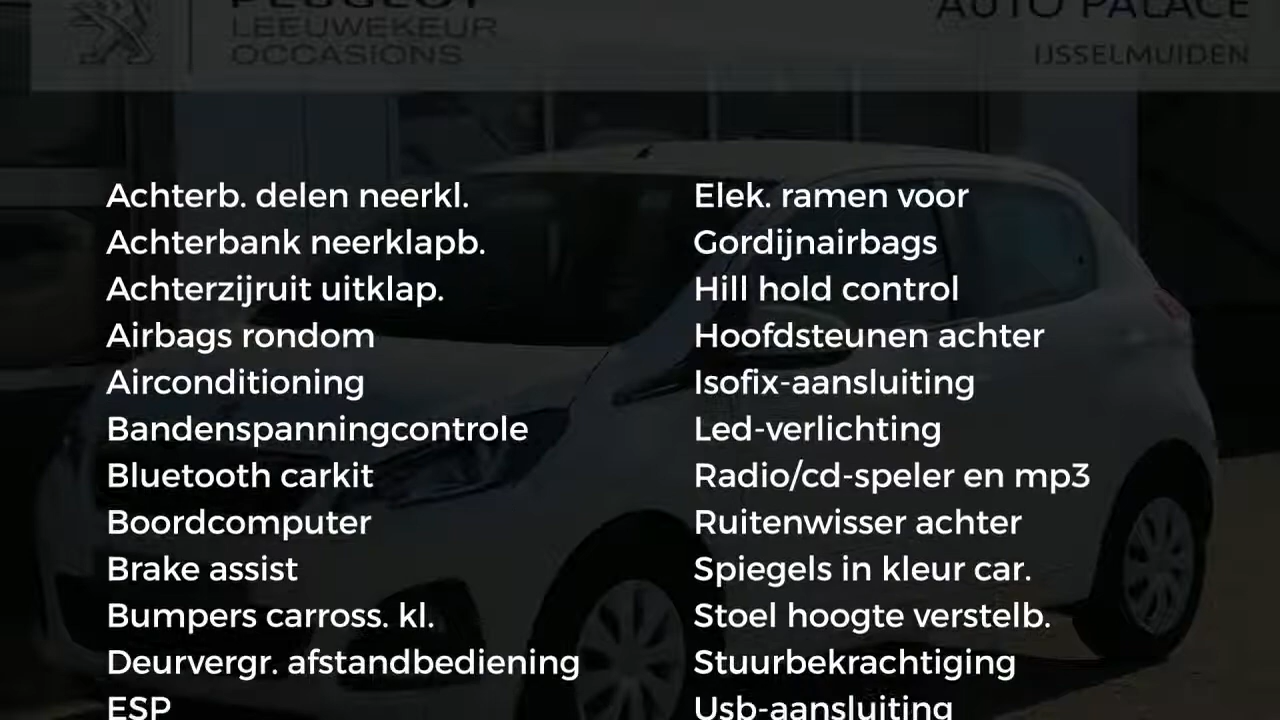 PEUGEOT
LEEUWEKEUR
OCCASIONS
AUTO PALACE
IJSSELMUIDEN
Achterb. delen neerkl.
Achterbank neerklapb.
Achterzijruit uitklap.
Airbags rondom
Airconditioning
Bandenspanningcontrole
Bluetooth carkit
Boordcomputer
Brake assist
Bumpers carross. kl.
Deurvergr. afstandbediening
ESP
Elek. ramen voor
Gordijnairbags
Hill hold control
Hoofdsteunen achter
Isofix-aansluiting
Led-verlichting
Radio/cd-speler en mp3
Ruitenwisser achter
Spiegels in kleur car.
Stoel hoogte verstelb.
Stuurbekrachtiging
Usb-aansluiting